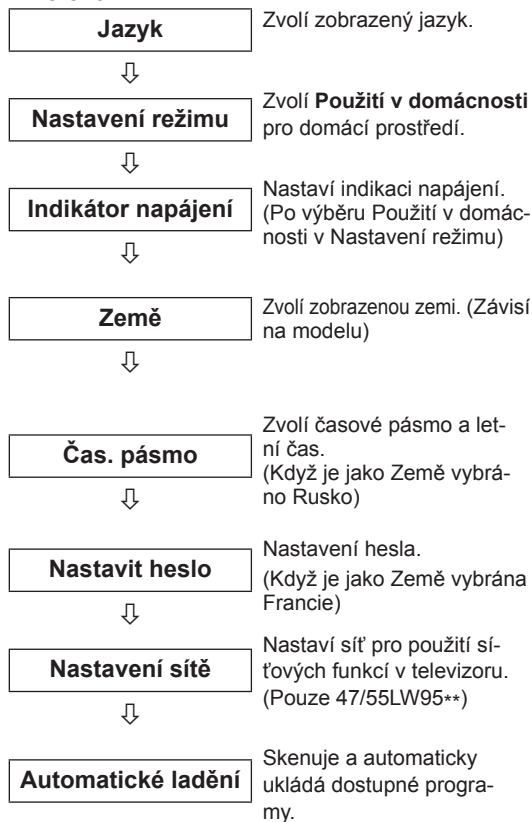 Jazyk
Zvolí zobrazený jazyk.
Nastavení režimu
Zvolí Použití v domácnosti
pro domácí prostředí.
Indikátor napájení
Nastaví indikaci napájení.
(Po výběru Použití v domác-
nosti v Nastavení režimu)
Země
Zvolí zobrazenou zemi. (Závisí
na modelu)
Čas. pásmo
Zvolí časové pásmo a let-
ní čas.
(Když je jako Země vybrá-
no Rusko)
Nastavit heslo
Nastavení hesla.
(Když je jako Země vybrána
Francie)
Nastavení sítě
Nastaví síť pro použití sí-
ťových funkcí v televizoru.
(Pouze 47/55LW95**)
Automatické ladění
Skenuje a automaticky
ukládá dostupné progra-
my.